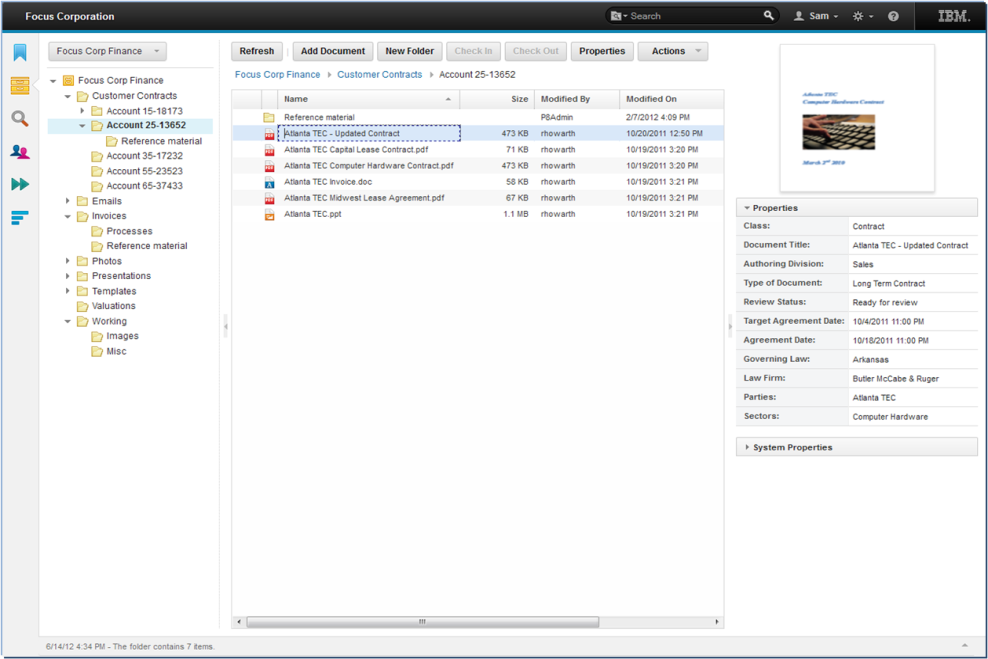 Focus Corporation
Search
Sam
?
IBM.
Focus Corp Finance
Refresh
Add Document
New Folder
Check In
Check Out
Properties
Actions
Focus Corp Finance
Customer Contracts
Account 15-18173
Account 25-13652
Reference material
Account 35-17232
Account 55-23523
Account 65-37433
Emails
Invoices
Processes
Reference material
Photos
Presentations
Templates
Valuations
Working
Images
Misc
Focus Corp Finance Customer Contracts Account 25-13652
Name Size Modified By Modified On
Reference material P8Admin 2/7/2012 4:09 PM
Atlanta TEC - Updated Contract 473 KB rhowarth 10/20/2011 12:50 PM
Atlanta TEC Capital Lease Contract.pdf 71 KB rhowarth 10/19/2011 3:20 PM
Atlanta TEC Computer Hardware Contract.pdf 473 KB rhowarth 10/19/2011 3:20 PM
Atlanta TEC Invoice.doc 58 KB rhowarth 10/19/2011 3:21 PM
Atlanta TEC Midwest Lease Agreement.pdf 67 KB rhowarth 10/19/2011 3:21 PM
Atlanta TEC.ppt 1.1 MB rhowarth 10/19/2011 3:21 PM
Atlanta TEC
Computer Hardware Contract
March 2nd 2010
Properties
Class: Contract
Document Title: Atlanta TEC - Updated Contract
Authoring Division: Sales
Type of Document: Long Term Contract
Review Status: Ready for review
Target Agreement Date: 10/4/2011 11:00 PM
Agreement Date: 10/18/2011 11:00 PM
Governing Law: Arkansas
Law Firm: Butler McCabe & Ruger
Parties: Atlanta TEC
Sectors: Computer Hardware
System Properties
6/14/12 4:34 PM - The folder contains 7 items.